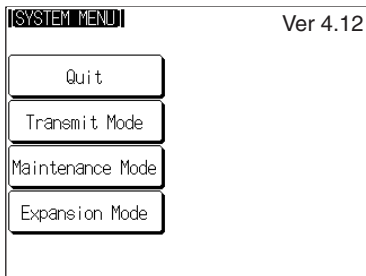 [SYSTEM MENU]
Ver 4.12
Quit
Transmit Mode
Maintenance Mode
Expansion Mode